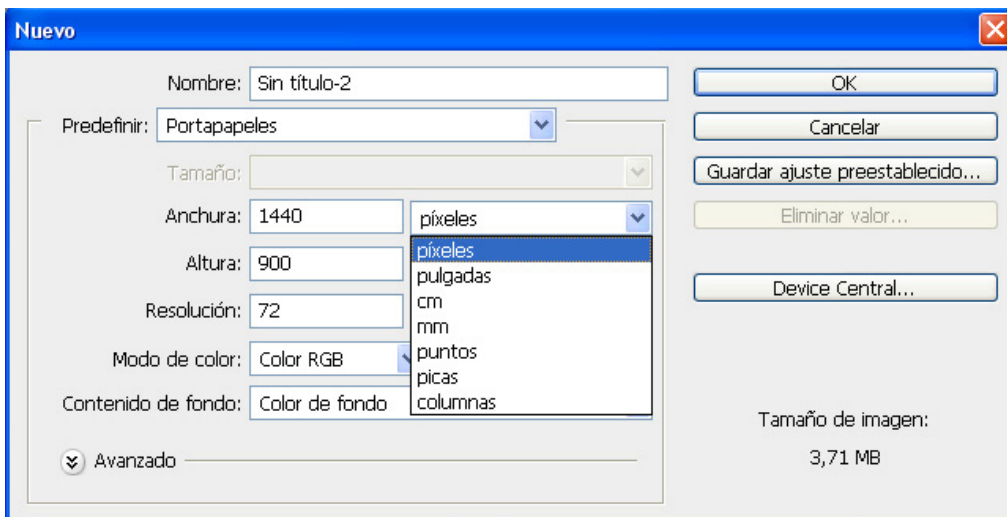 Nuevo
Nombre: Sin título-2
OK
Predefinir: Portapapeles
Cancelar
Tamaño:
Guardar ajuste preestablecido...
Anchura: 1440 píxeles
Eliminar valor...
píxeles
Altura: 900
pulgadas
Device Central...
cm
Resolución: 72
mm
puntos
Modo de color: Color RGB
picas
Contenido de fondo: Color de fondo
columnas
Tamaño de imagen:
Avanzado
3,71 MB